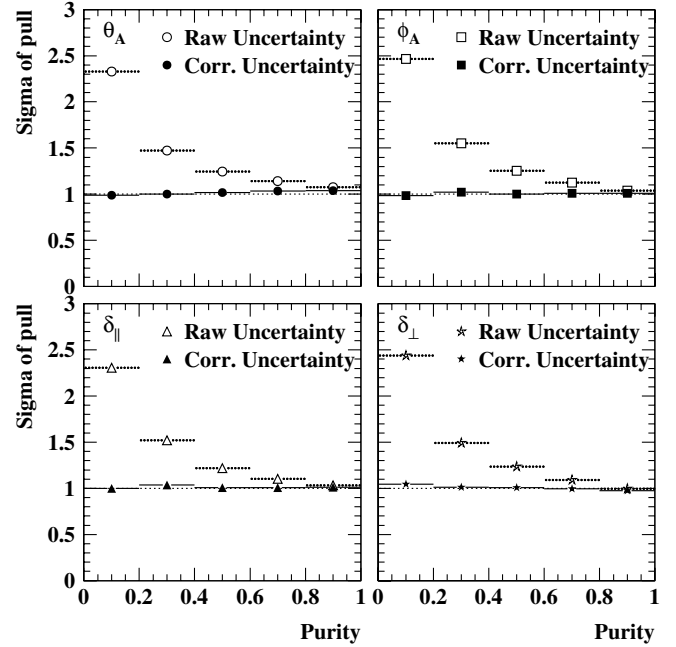 θA
Raw Uncertainty
Corr. Uncertainty
ϕA
Raw Uncertainty
Corr. Uncertainty
Sigma of pull
3
2.5
2
1.5
1
0.5
0
δ∥
Raw Uncertainty
Corr. Uncertainty
δ⊥
Raw Uncertainty
Corr. Uncertainty
Sigma of pull
3
2.5
2
1.5
1
0.5
0
0 0.2 0.4 0.6 0.8 1
0 0.2 0.4 0.6 0.8 1
Purity
Purity